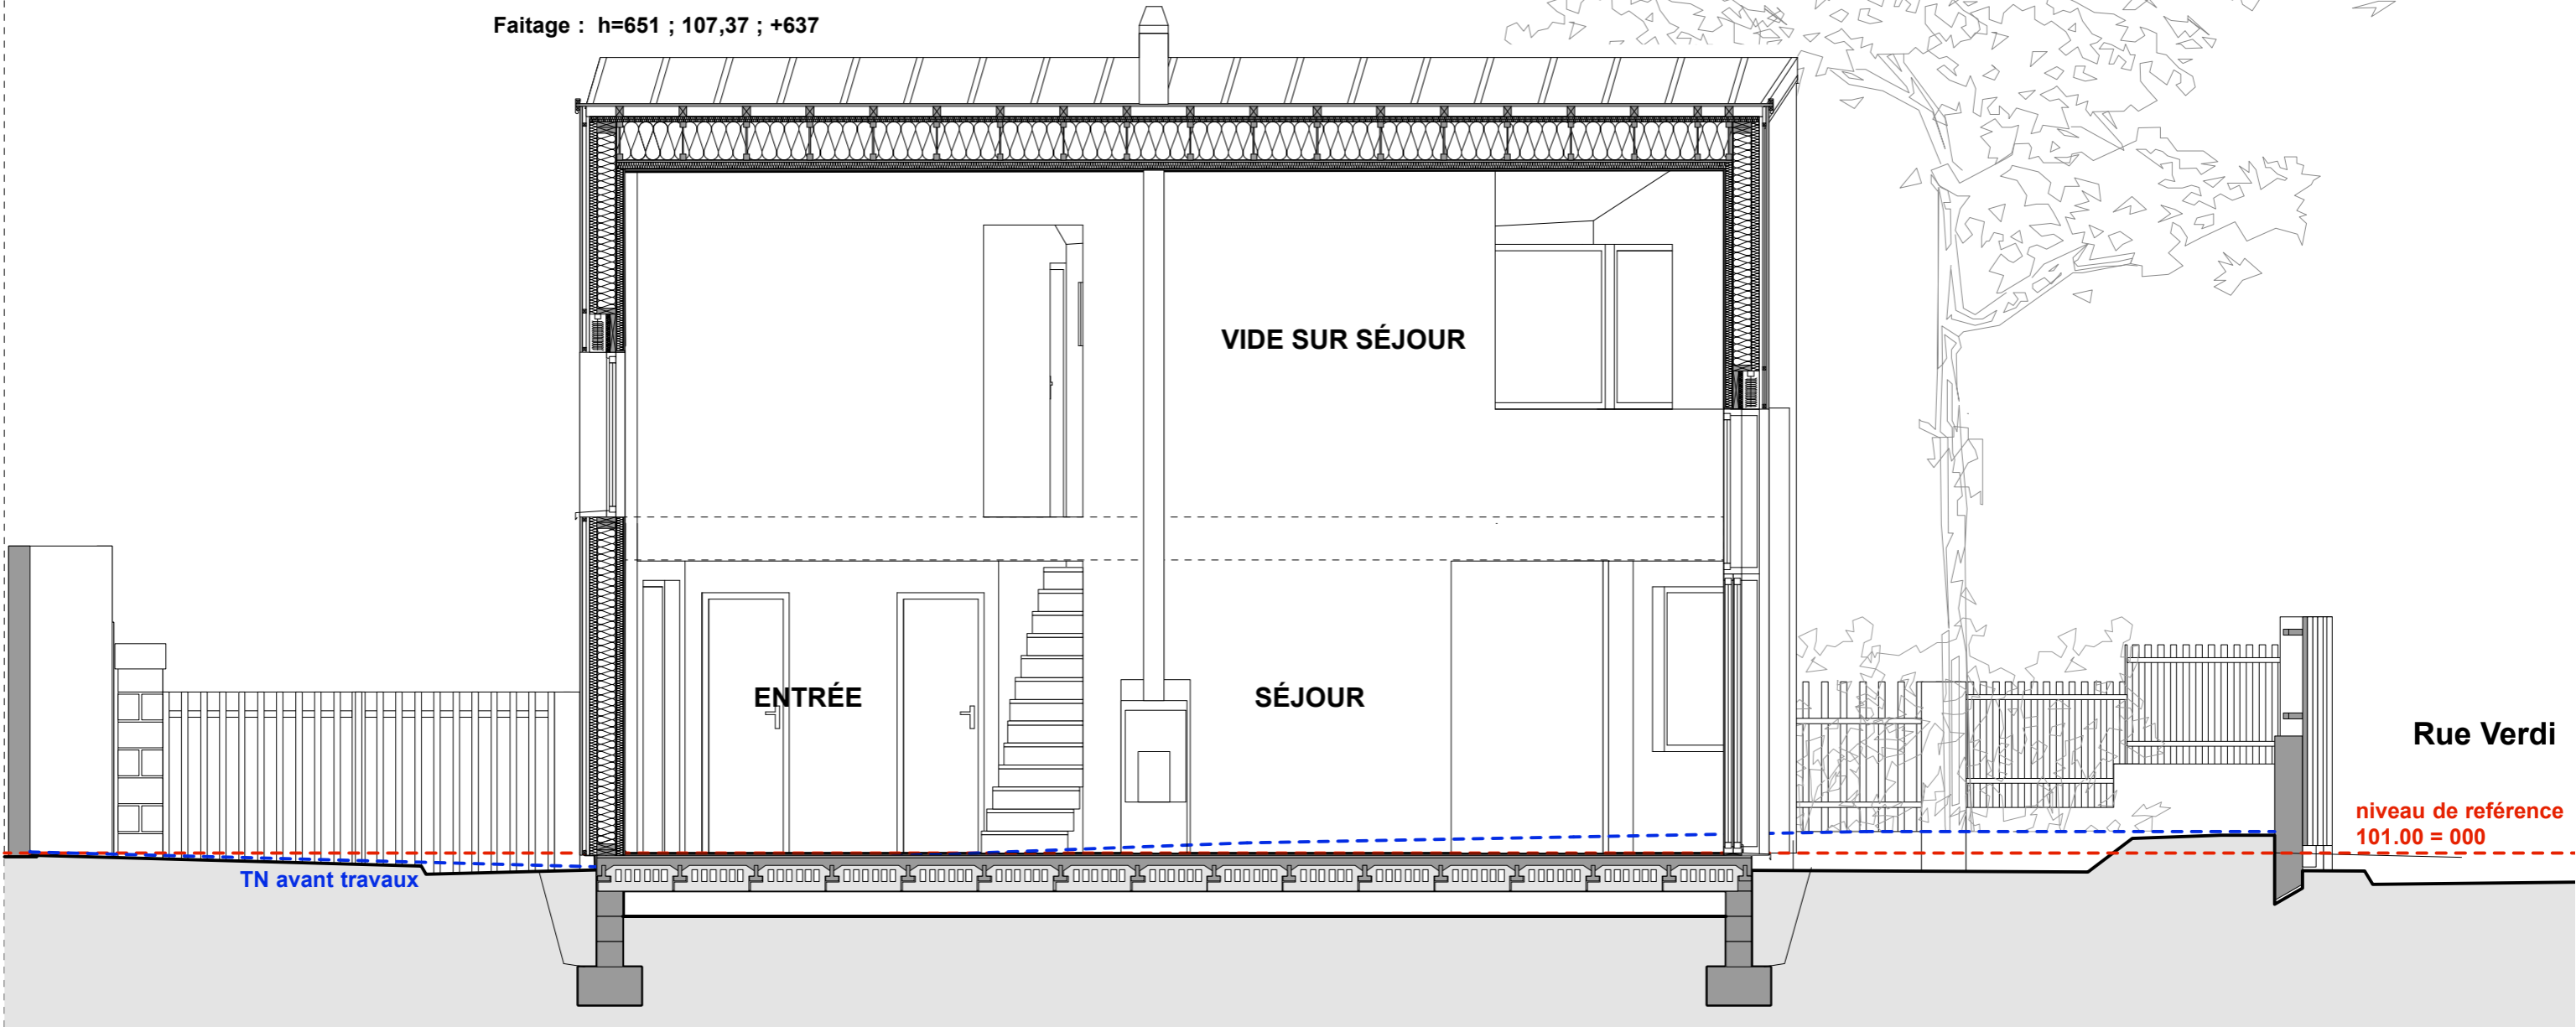 Faitage : h=651 ; 107,37 ; +637
VIDE SUR SÉJOUR
ENTRÉE
SÉJOUR
Rue Verdi
niveau de reférence
101.00 = 000
TN avant travaux